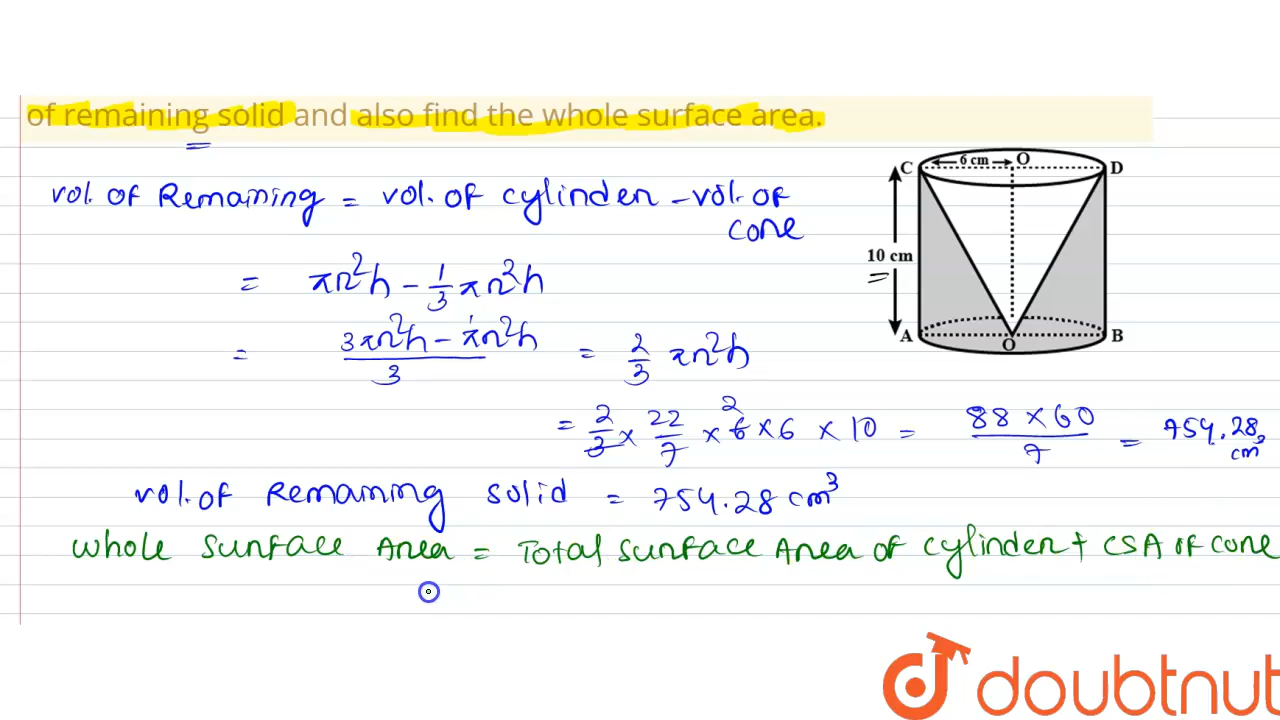 of remaining solid and also find the whole surface area.
vol. of Remaining = vol. of cylinder - vol. of cone
= πr²h - 1/3 πr²h
= (3πr²h - πr²h)/3 = 2/3 πr²h
= 2/3 × 22/7 × 6 2 × 6 × 10 = (88 × 60)/7 = 754.28 cm³
vol. of Remaining solid = 754.28 cm³
Whole Surface Area = Total surface Area of cylinder + CSA of cone
C 6 cm O D
10 cm
=
A O B
doubtnut